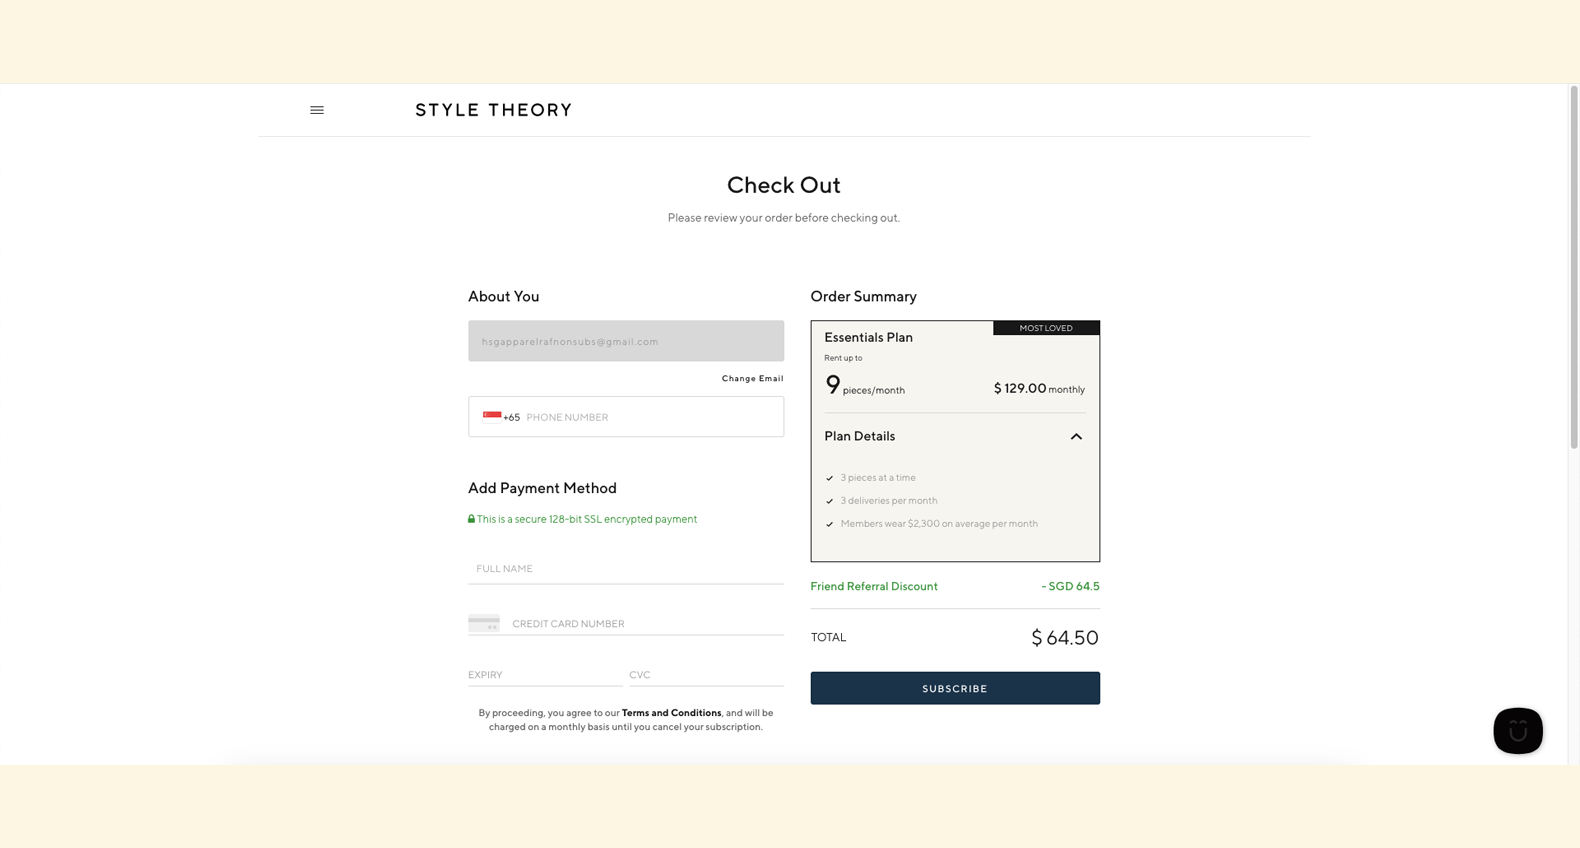 STYLE THEORY
Check Out
Please review your order before checking out.
About You
hsgapparelrafnonsubs@gmail.com
Change Email
+65 PHONE NUMBER
Add Payment Method
This is a secure 128-bit SSL encrypted payment
FULL NAME
CREDIT CARD NUMBER
EXPIRY CVC
By proceeding, you agree to our Terms and Conditions, and will be
charged on a monthly basis until you cancel your subscription.
Order Summary
MOST LOVED
Essentials Plan
Rent up to
9 pieces/month $ 129.00 monthly
Plan Details
3 pieces at a time
3 deliveries per month
Members wear $2,300 on average per month
Friend Referral Discount - SGD 64.5
TOTAL $ 64.50
SUBSCRIBE